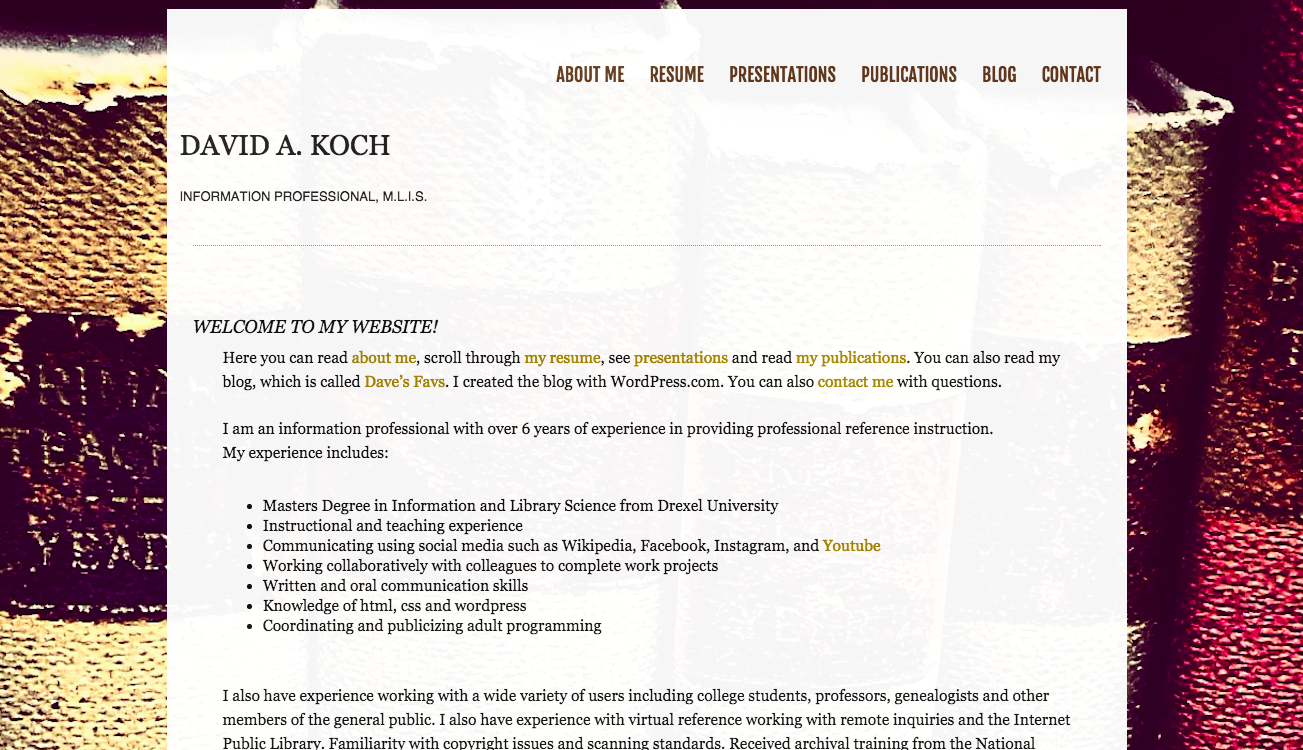 ABOUT ME RESUME PRESENTATIONS PUBLICATIONS BLOG CONTACT
DAVID A. KOCH
INFORMATION PROFESSIONAL, M.L.I.S.
WELCOME TO MY WEBSITE!
Here you can read about me, scroll through my resume, see presentations and read my publications. You can also read my
blog, which is called Dave’s Favs. I created the blog with WordPress.com. You can also contact me with questions.
I am an information professional with over 6 years of experience in providing professional reference instruction.
My experience includes:
• Masters Degree in Information and Library Science from Drexel University
• Instructional and teaching experience
• Communicating using social media such as Wikipedia, Facebook, Instagram, and Youtube
• Working collaboratively with colleagues to complete work projects
• Written and oral communication skills
• Knowledge of html, css and wordpress
• Coordinating and publicizing adult programming
I also have experience working with a wide variety of users including college students, professors, genealogists and other
members of the general public. I also have experience with virtual reference working with remote inquiries and the Internet
Public Library. Familiarity with copyright issues and scanning standards. Received archival training from the National